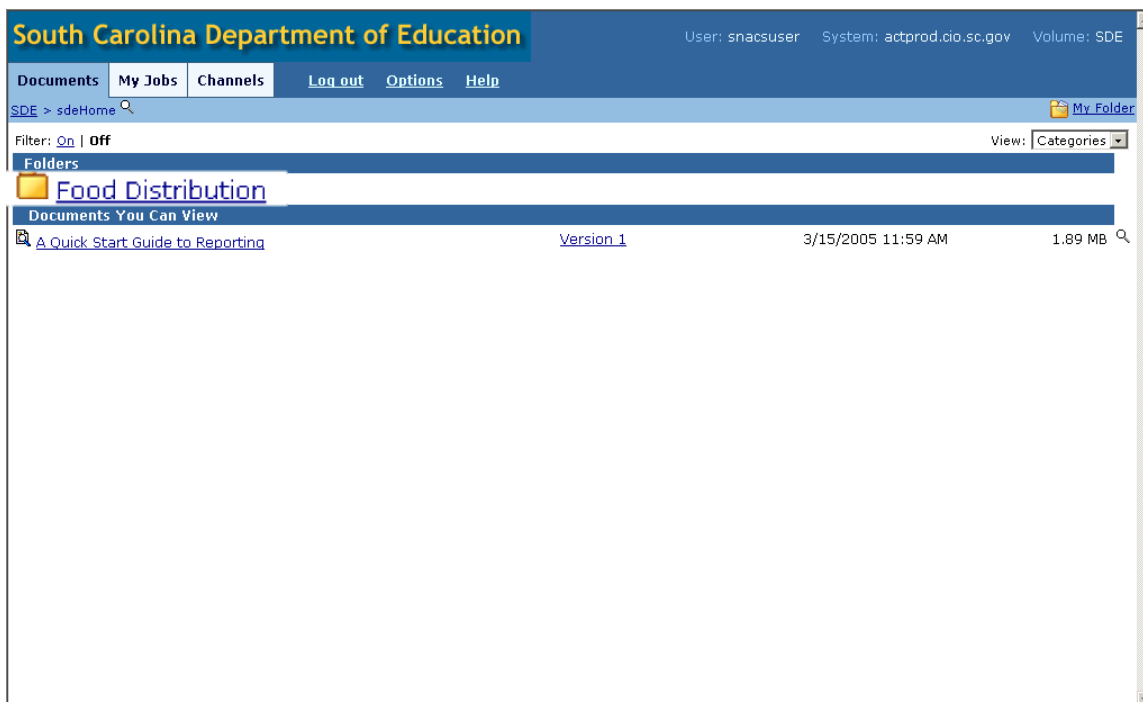 South Carolina Department of Education
User: snacsuser System: actprod.cio.sc.gov Volume: SDE
Documents My Jobs Channels Log out Options Help
SDE > sdeHome My Folder
Filter: On | Off View: Categories
Folders
Food Distribution
Documents You Can View
A Quick Start Guide to Reporting Version 1 3/15/2005 11:59 AM 1.89 MB